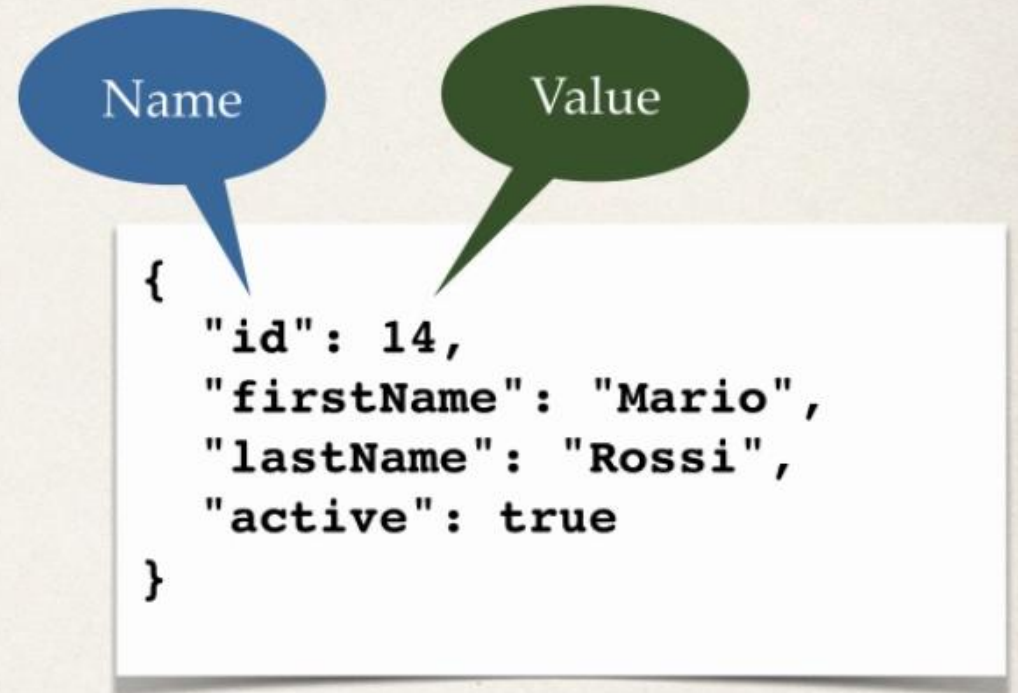 Name
Value
{
"id": 14,
"firstName": "Mario",
"lastName": "Rossi",
"active": true
}